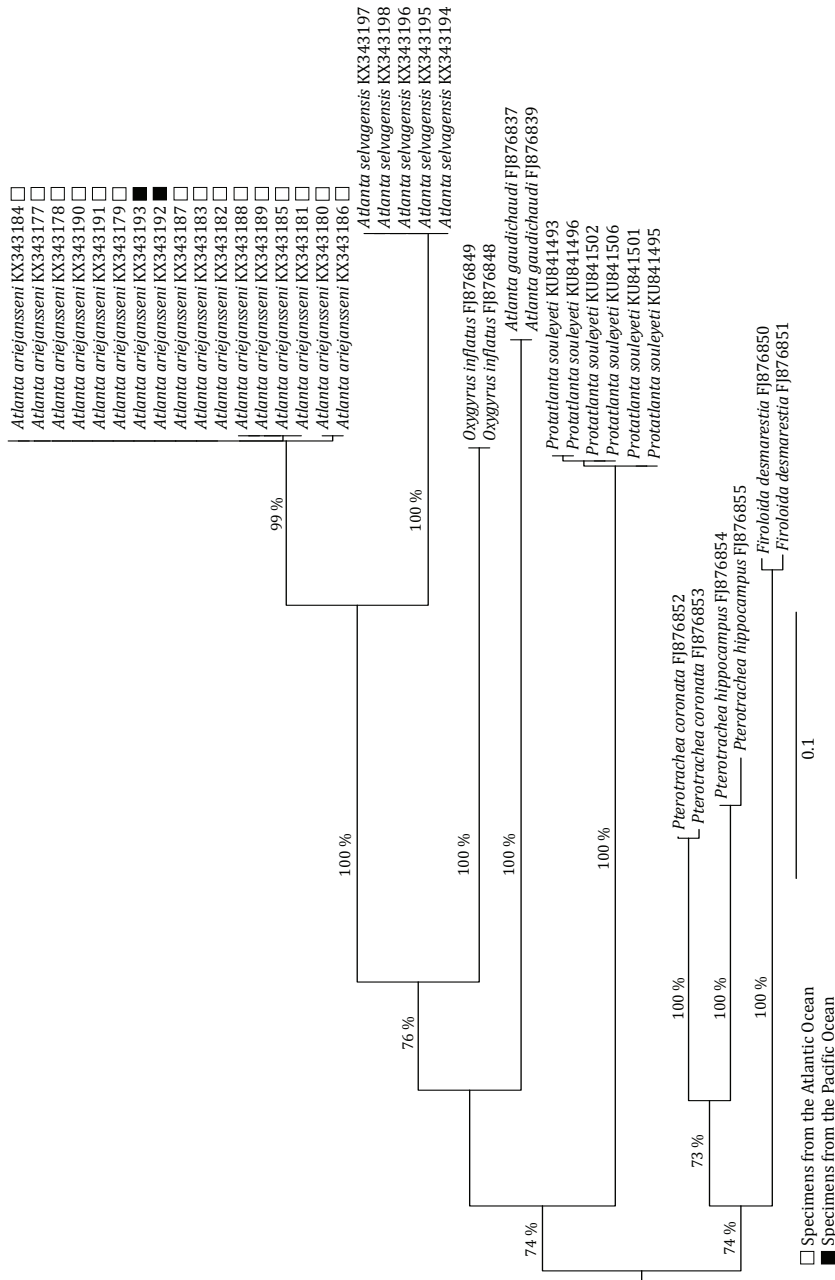 Atlanta ariejansseni KX343184
Atlanta ariejansseni KX343177
Atlanta ariejansseni KX343178
Atlanta ariejansseni KX343190
Atlanta ariejansseni KX343191
Atlanta ariejansseni KX343179
Atlanta ariejansseni KX343193
Atlanta ariejansseni KX343192
Atlanta ariejansseni KX343187
Atlanta ariejansseni KX343183
Atlanta ariejansseni KX343182
Atlanta ariejansseni KX343188
Atlanta ariejansseni KX343189
Atlanta ariejansseni KX343185
Atlanta ariejansseni KX343181
Atlanta ariejansseni KX343180
Atlanta ariejansseni KX343186
99 %
Atlanta selvagensis KX343197
Atlanta selvagensis KX343198
Atlanta selvagensis KX343196
Atlanta selvagensis KX343195
Atlanta selvagensis KX343194
100 %
100 %
Oxygyrus inflatus FJ876849
Oxygyrus inflatus FJ876848
100 %
76 %
Atlanta gaudichaudi FJ876837
Atlanta gaudichaudi FJ876839
100 %
Protatlanta souleyeti KU841493
Protatlanta souleyeti KU841496
Protatlanta souleyeti KU841502
Protatlanta souleyeti KU841506
Protatlanta souleyeti KU841501
Protatlanta souleyeti KU841495
100 %
74 %
Pterotrachea coronata FJ876852
Pterotrachea coronata FJ876853
100 %
Pterotrachea hippocampus FJ876854
Pterotrachea hippocampus FJ876855
100 %
73 %
Firoloida desmarestia FJ876850
Firoloida desmarestia FJ876851
100 %
74 %
0.1
Specimens from the Atlantic Ocean
Specimens from the Pacific Ocean